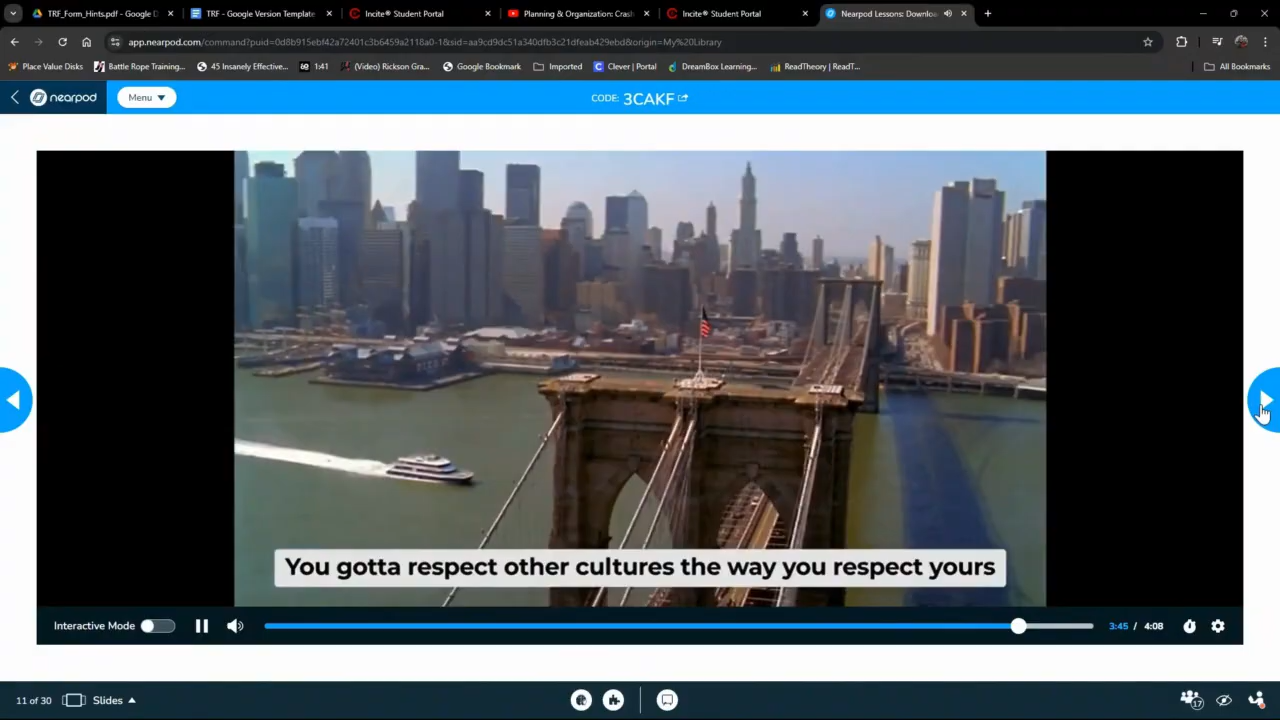 TRF_Form_Hints.pdf - Google D
TRF - Google Version Template
Incite® Student Portal
Planning & Organization: Crash
Incite® Student Portal
Nearpod Lessons: Downloa
app.nearpod.com/command?puid=0d8b915ebf42a72401c3b6459a2118a0-1&sid=aa9cd9dc51a340dfb3c21dfeab429ebd&origin=My%20Library
Place Value Disks
Battle Rope Training...
45 Insanely Effective...
1:41
(Video) Rickson Gra...
Google Bookmark
Imported
Clever | Portal
DreamBox Learning...
ReadTheory | ReadT...
All Bookmarks
nearpod
Menu
CODE: 3CAKF
You gotta respect other cultures the way you respect yours
Interactive Mode
3:45 / 4:08
11 of 30
Slides
17